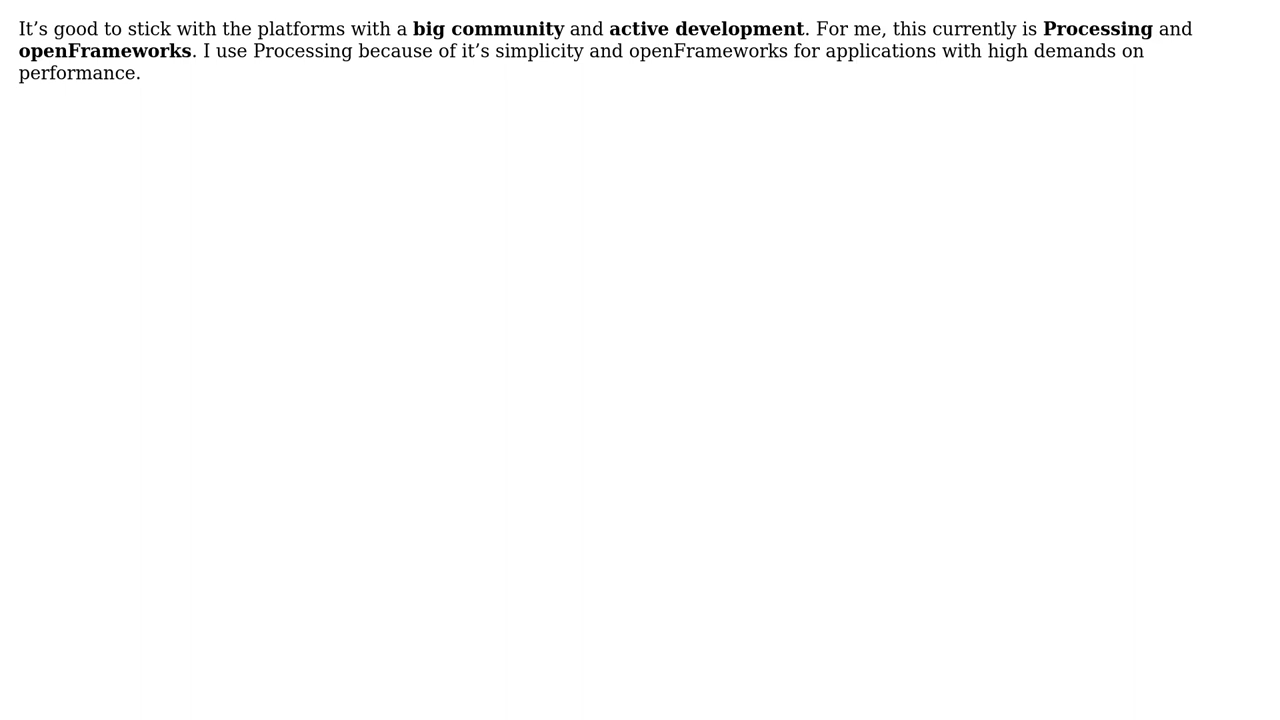 It’s good to stick with the platforms with a big community and active development. For me, this currently is Processing and
openFrameworks. I use Processing because of it’s simplicity and openFrameworks for applications with high demands on
performance.